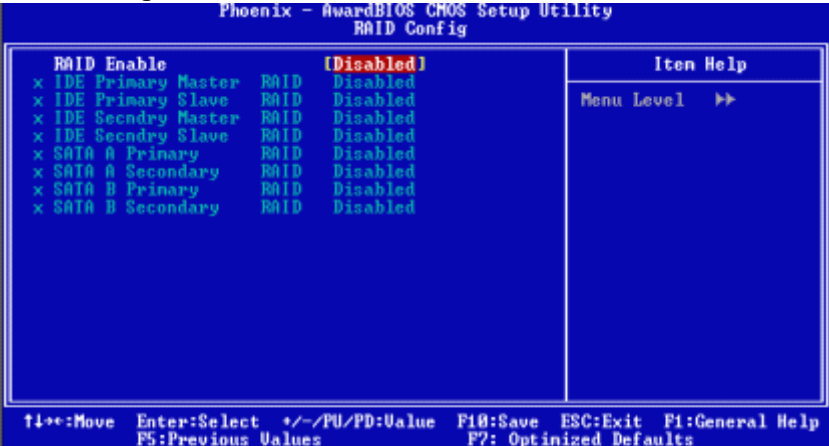 Phoenix - AwardBIOS CMOS Setup Utility
RAID Config
RAID Enable [Disabled]
x IDE Primary Master RAID Disabled
x IDE Primary Slave RAID Disabled
x IDE Secndry Master RAID Disabled
x IDE Secndry Slave RAID Disabled
x SATA A Primary RAID Disabled
x SATA A Secondary RAID Disabled
x SATA B Primary RAID Disabled
x SATA B Secondary RAID Disabled
Item Help
Menu Level ►►
↑↓→←:Move Enter:Select +/-/PU/PD:Value F10:Save ESC:Exit F1:General Help
F5:Previous Values F7: Optimized Defaults